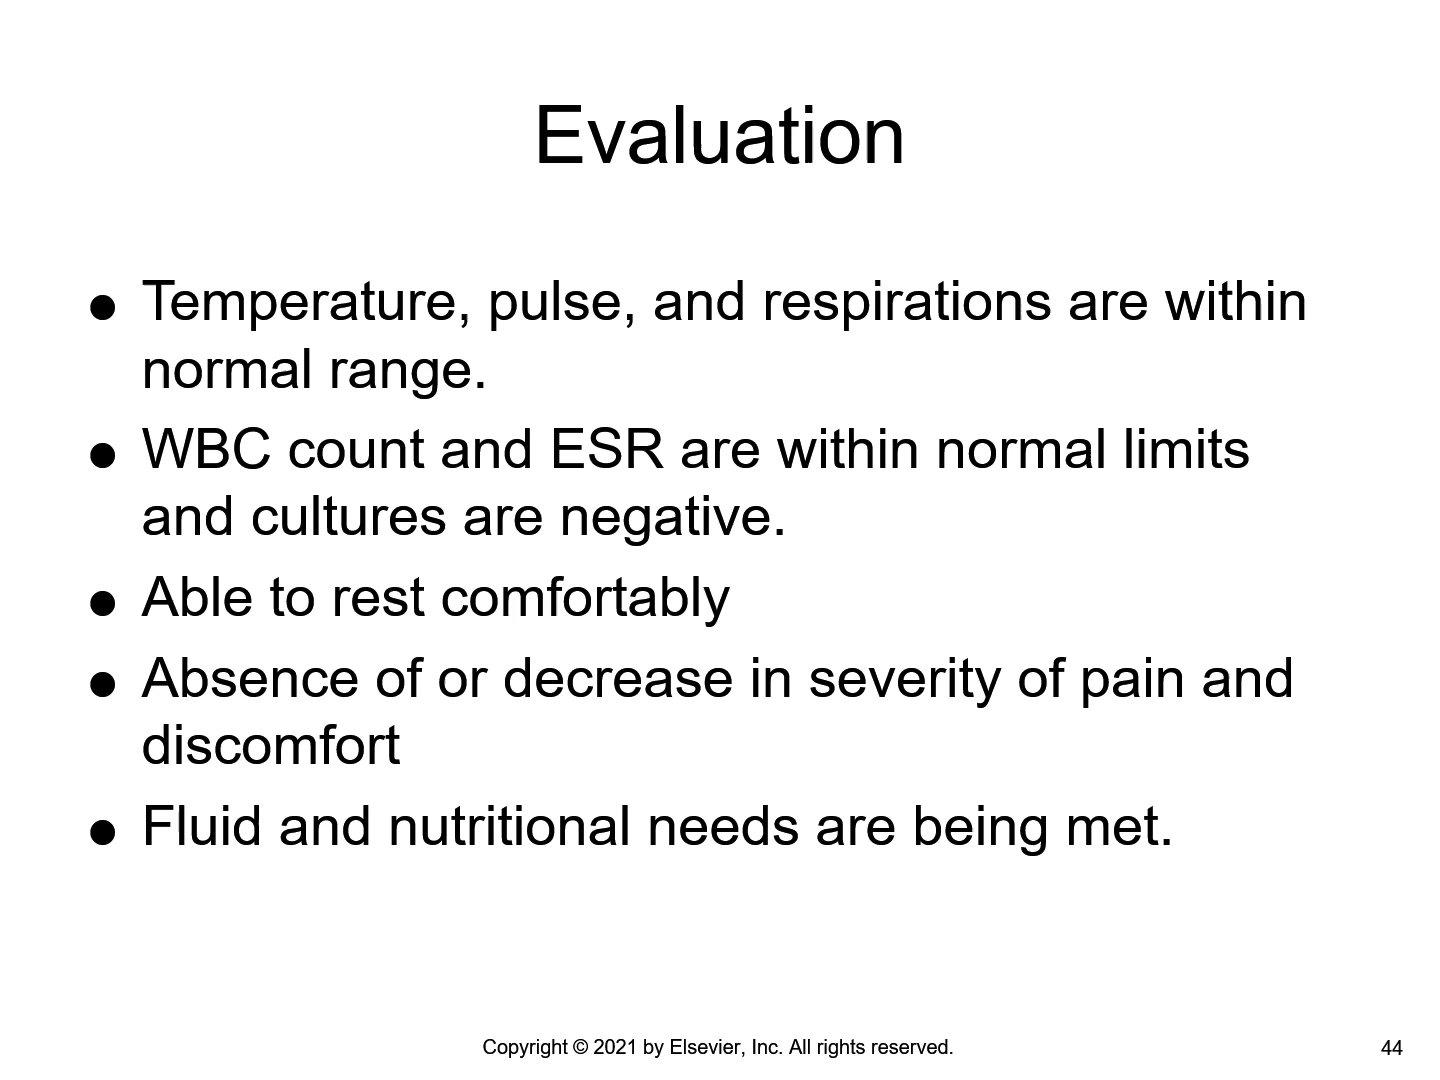 Evaluation
● Temperature, pulse, and respirations are within
normal range.
● WBC count and ESR are within normal limits
and cultures are negative.
● Able to rest comfortably
● Absence of or decrease in severity of pain and
discomfort
● Fluid and nutritional needs are being met.
Copyright © 2021 by Elsevier, Inc. All rights reserved.
44